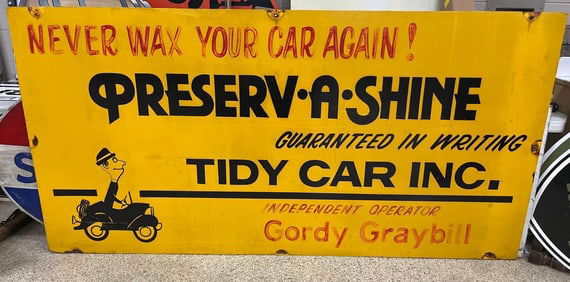 NEVER WAX YOUR CAR AGAIN!
PRESERV·A·SHINE
GUARANTEED IN WRITING
TIDY CAR INC.
INDEPENDENT OPERATOR
Gordy Graybill
S